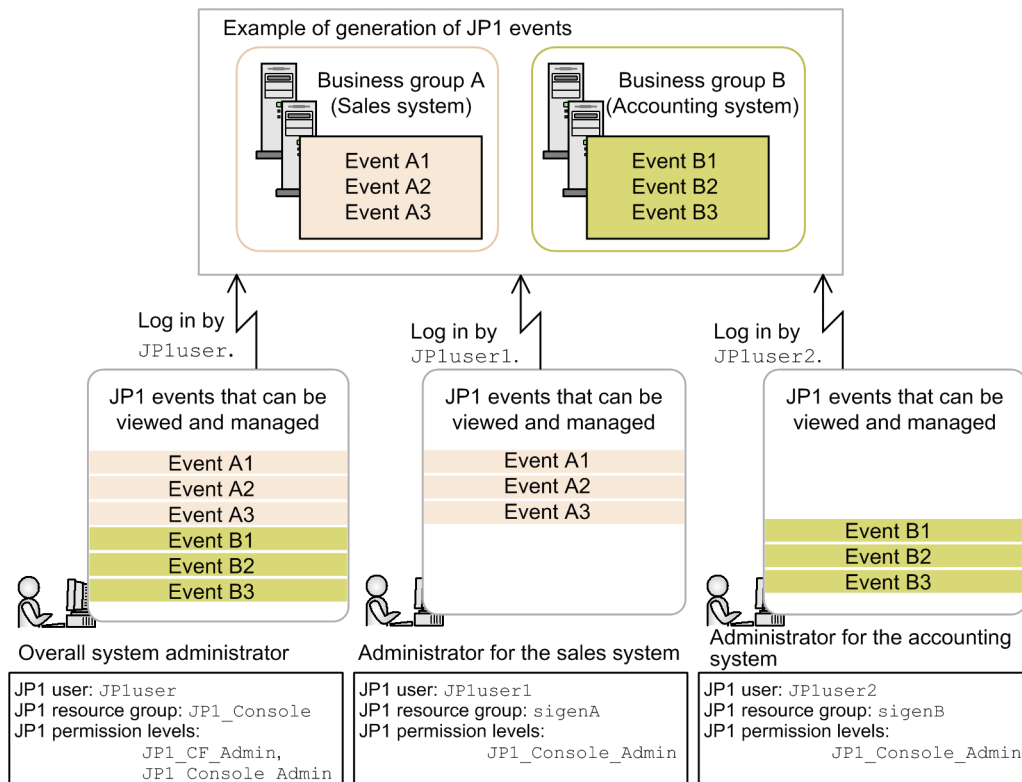 Example of generation of JP1 events
Business group A
(Sales system)
Event A1
Event A2
Event A3
Business group B
(Accounting system)
Event B1
Event B2
Event B3
Log in by
JP1user.
Log in by
JP1user1.
Log in by
JP1user2.
JP1 events that can be
viewed and managed
Event A1
Event A2
Event A3
Event B1
Event B2
Event B3
JP1 events that can be
viewed and managed
Event A1
Event A2
Event A3
JP1 events that can be
viewed and managed
Event B1
Event B2
Event B3
Overall system administrator
JP1 user: JP1user
JP1 resource group: JP1_Console
JP1 permission levels:
JP1_CF_Admin,
JP1_Console_Admin
Administrator for the sales system
JP1 user: JP1user1
JP1 resource group: sigenA
JP1 permission levels:
JP1_Console_Admin
Administrator for the accounting
system
JP1 user: JP1user2
JP1 resource group: sigenB
JP1 permission levels:
JP1_Console_Admin